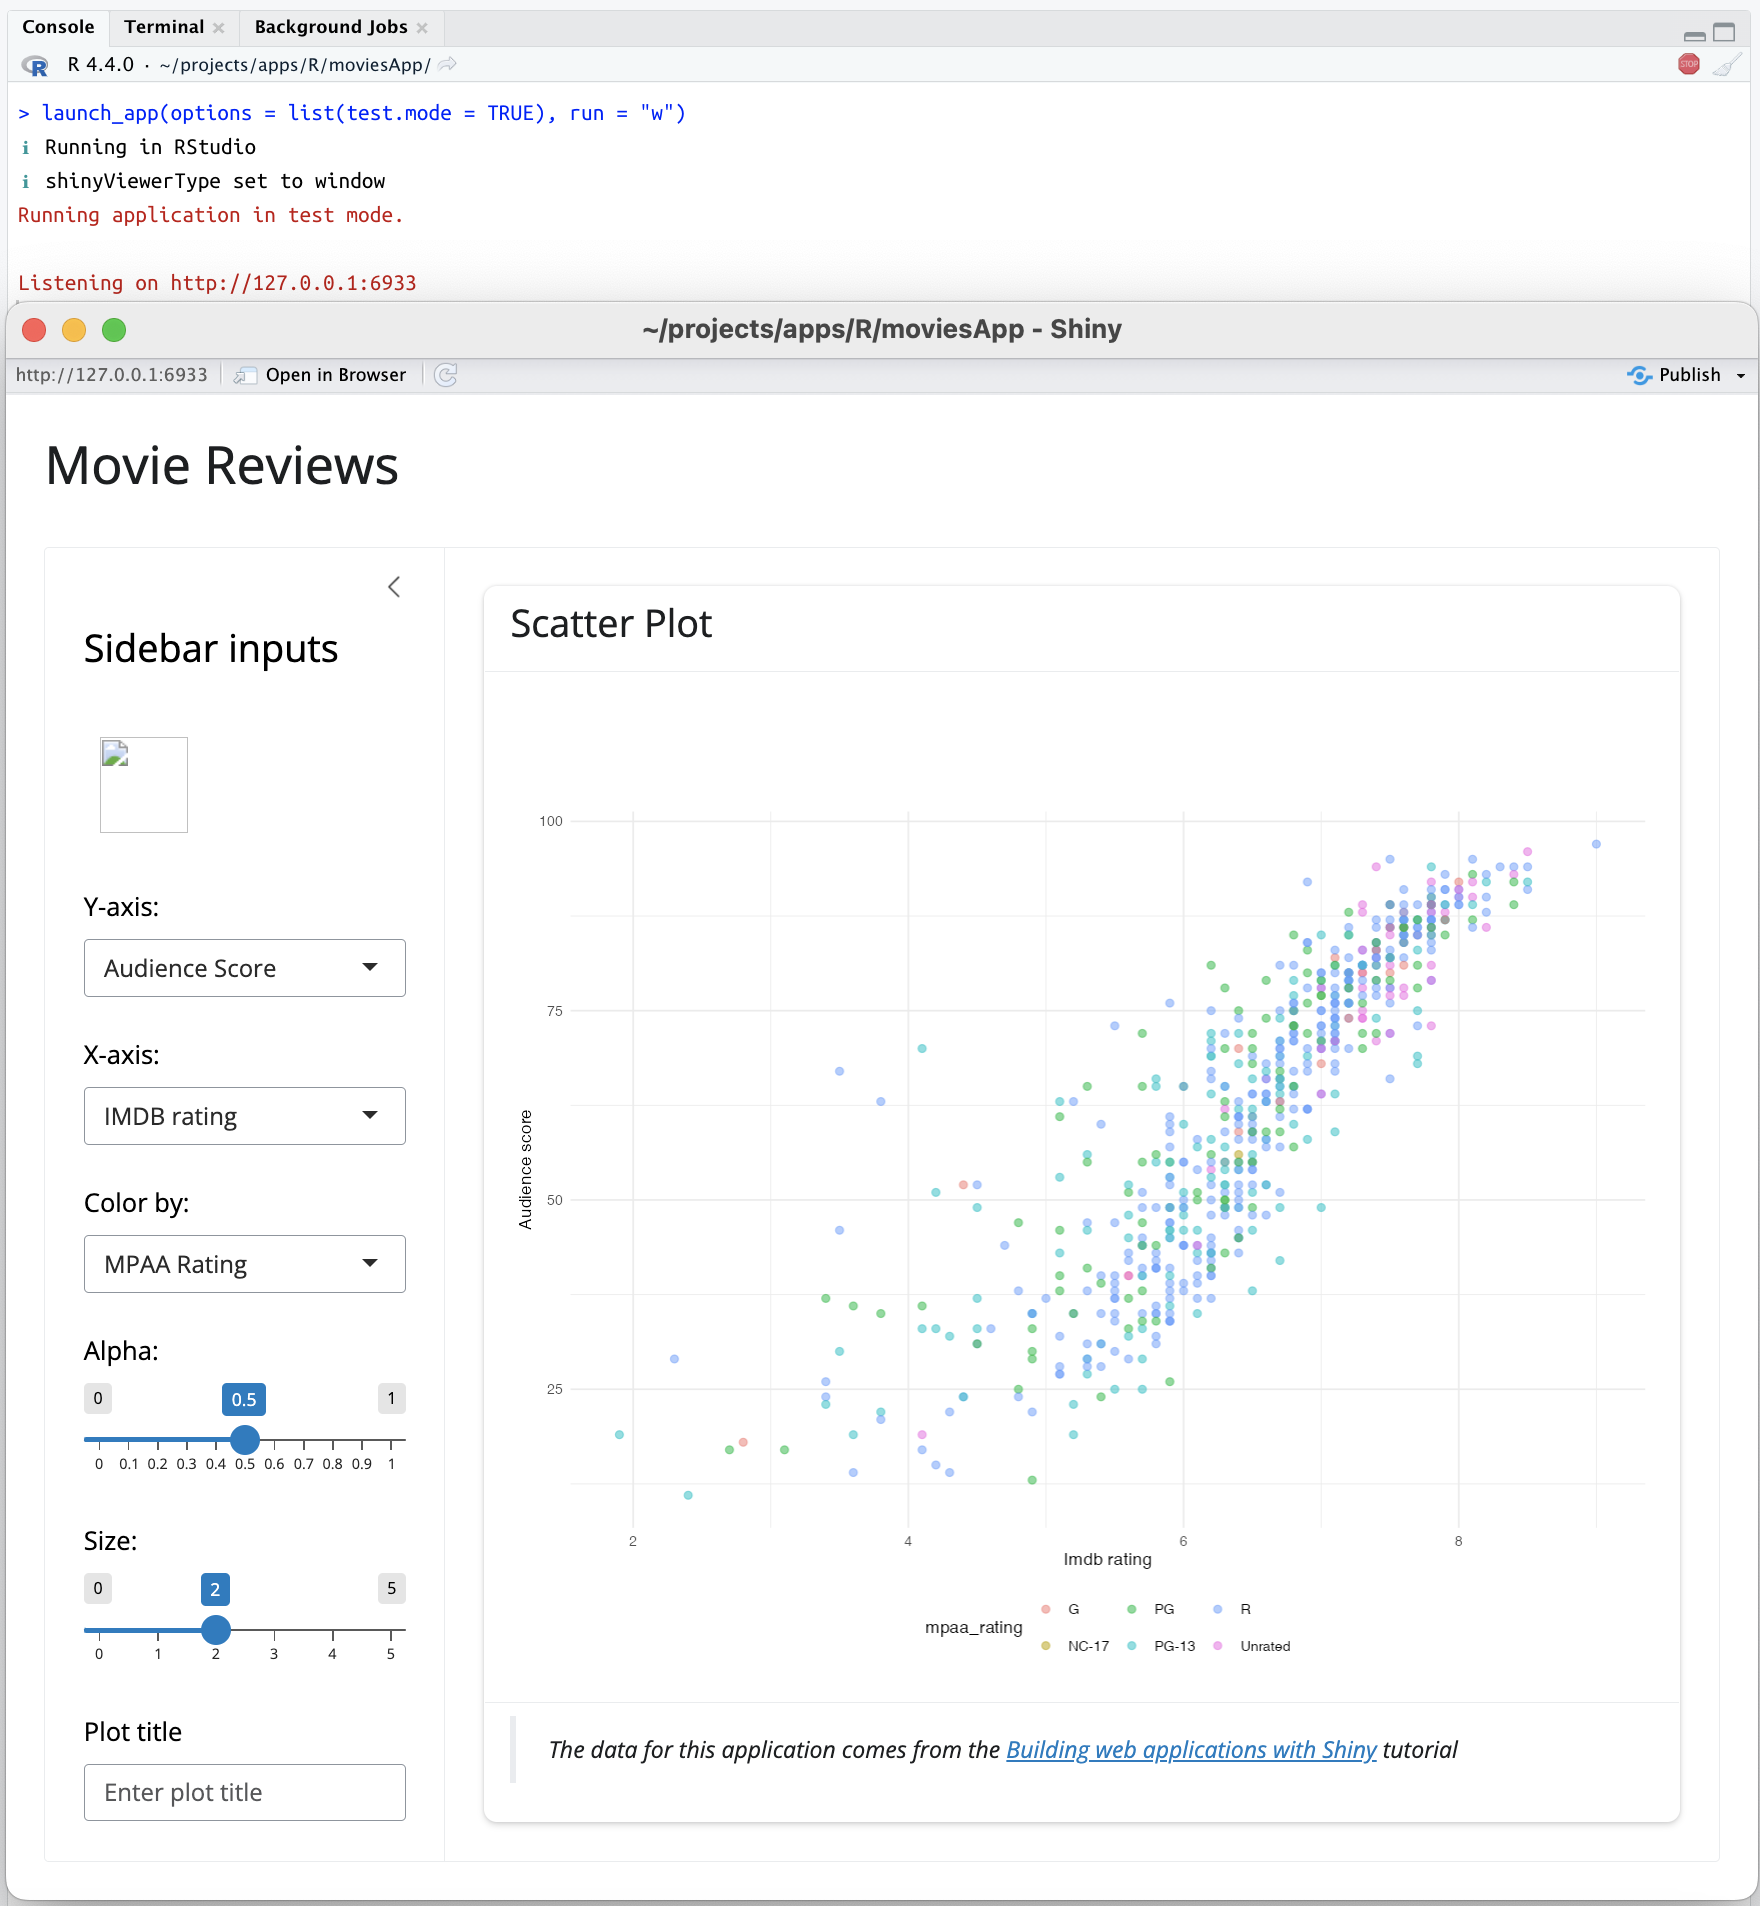 Console Terminal Background Jobs
R 4.4.0 · ~/projects/apps/R/moviesApp/
STOP
> launch_app(options = list(test.mode = TRUE), run = "w")
i Running in RStudio
i shinyViewerType set to window
Running application in test mode.
Listening on http://127.0.0.1:6933
~/projects/apps/R/moviesApp - Shiny
http://127.0.0.1:6933 Open in Browser Publish
Movie Reviews
Sidebar inputs
Y-axis:
Audience Score
X-axis:
IMDB rating
Color by:
MPAA Rating
Alpha:
0 0.5 1
0 0.1 0.2 0.3 0.4 0.5 0.6 0.7 0.8 0.9 1
Size:
0 2 5
0 1 2 3 4 5
Plot title
Enter plot title
Scatter Plot
100
75
50
25
Audience score
2 4 6 8
Imdb rating
mpaa_rating
G PG R
NC-17 PG-13 Unrated
The data for this application comes from the Building web applications with Shiny tutorial